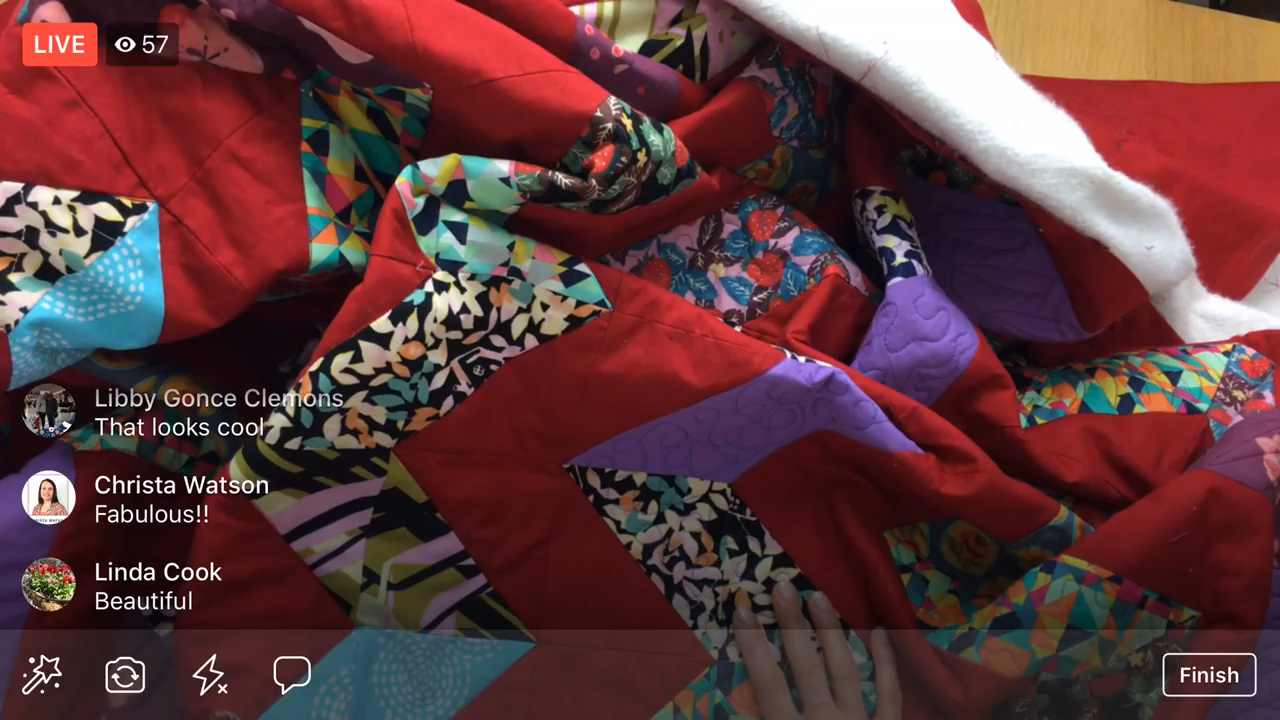 LIVE 57
Libby Gonce Clemons
That looks cool
Christa Watson
Fabulous!!
Linda Cook
Beautiful
Finish